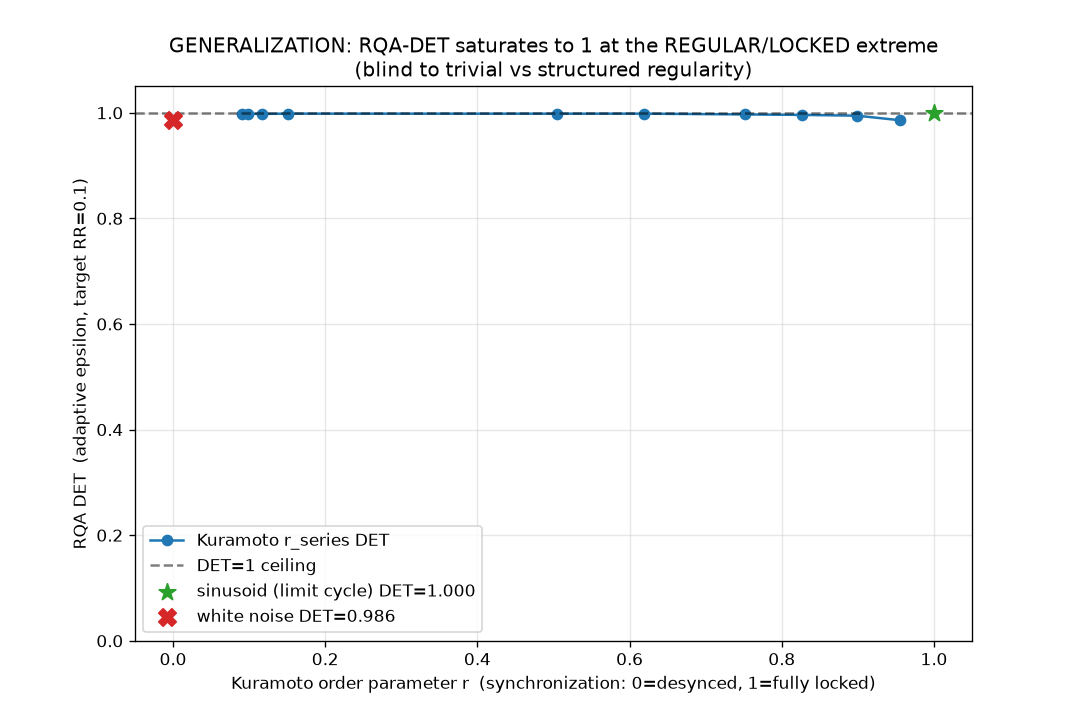 GENERALIZATION: RQA-DET saturates to 1 at the REGULAR/LOCKED extreme
(blind to trivial vs structured regularity)
RQA DET (adaptive epsilon, target RR=0.1)
1.0
0.8
0.6
0.4
0.2
0.0
Kuramoto r_series DET
DET=1 ceiling
sinusoid (limit cycle) DET=1.000
white noise DET=0.986
0.0 0.2 0.4 0.6 0.8 1.0
Kuramoto order parameter r (synchronization: 0=desynced, 1=fully locked)